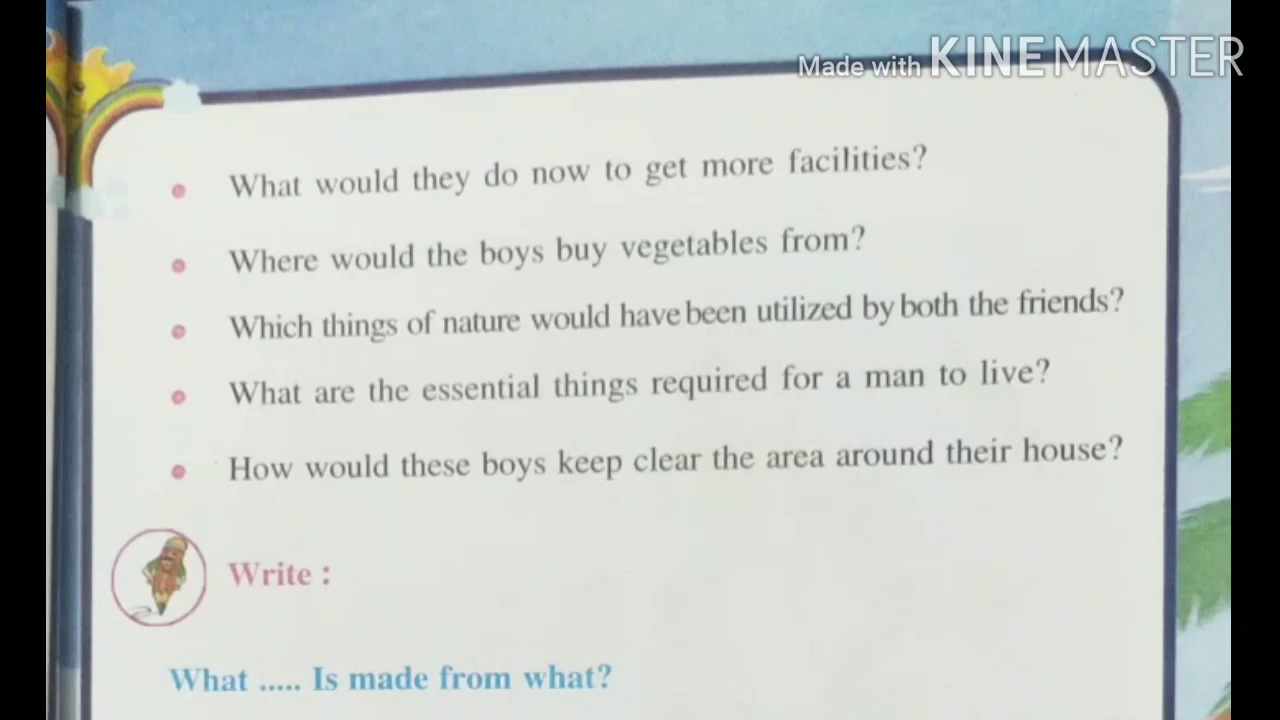 Made with KINEMASTER
What would they do now to get more facilities?
Where would the boys buy vegetables from?
Which things of nature would have been utilized by both the friends?
What are the essential things required for a man to live?
How would these boys keep clear the area around their house?
Write :
What ..... Is made from what?